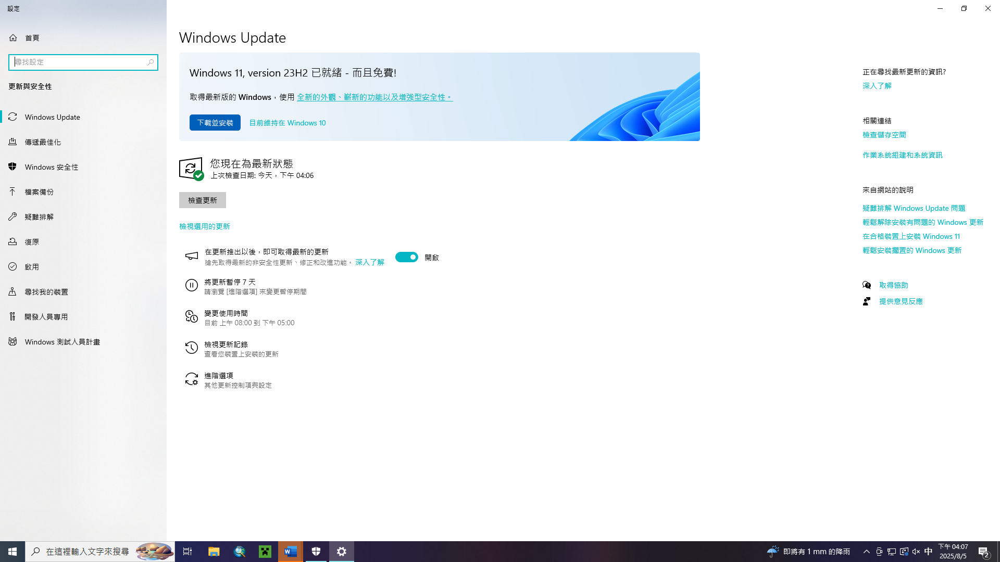 設定
首頁
尋找設定
更新與安全性
Windows Update
傳遞最佳化
Windows 安全性
檔案備份
疑難排解
復原
啟用
尋找我的裝置
開發人員專用
Windows 測試人員計畫
Windows Update
Windows 11, version 23H2 已就緒 - 而且免費!
取得最新版的 Windows，使用 全新的外觀、嶄新的功能以及增強型安全性。
下載並安裝
目前維持在 Windows 10
您現在為最新狀態
上次檢查日期: 今天，下午 04:06
檢查更新
檢視選用的更新
在更新推出以後，即可取得最新的更新
搶先取得最新的非安全性更新、修正和改進功能。 深入了解
開啟
將更新暫停 7 天
請瀏覽 [進階選項] 來變更暫停期間
變更使用時間
目前 上午 08:00 到 下午 05:00
檢視更新記錄
查看您裝置上安裝的更新
進階選項
其他更新控制項與設定
正在尋找最新更新的資訊?
深入了解
相關連結
檢查儲存空間
作業系統組建和系統資訊
來自網站的說明
疑難排解 Windows Update 問題
輕鬆解除安裝有問題的 Windows 更新
在合格裝置上安裝 Windows 11
輕鬆安裝擱置的 Windows 更新
取得協助
提供意見反應
在這裡輸入文字來搜尋
W
即將有 1 mm 的降雨
中
下午 04:07
2025/8/5
2